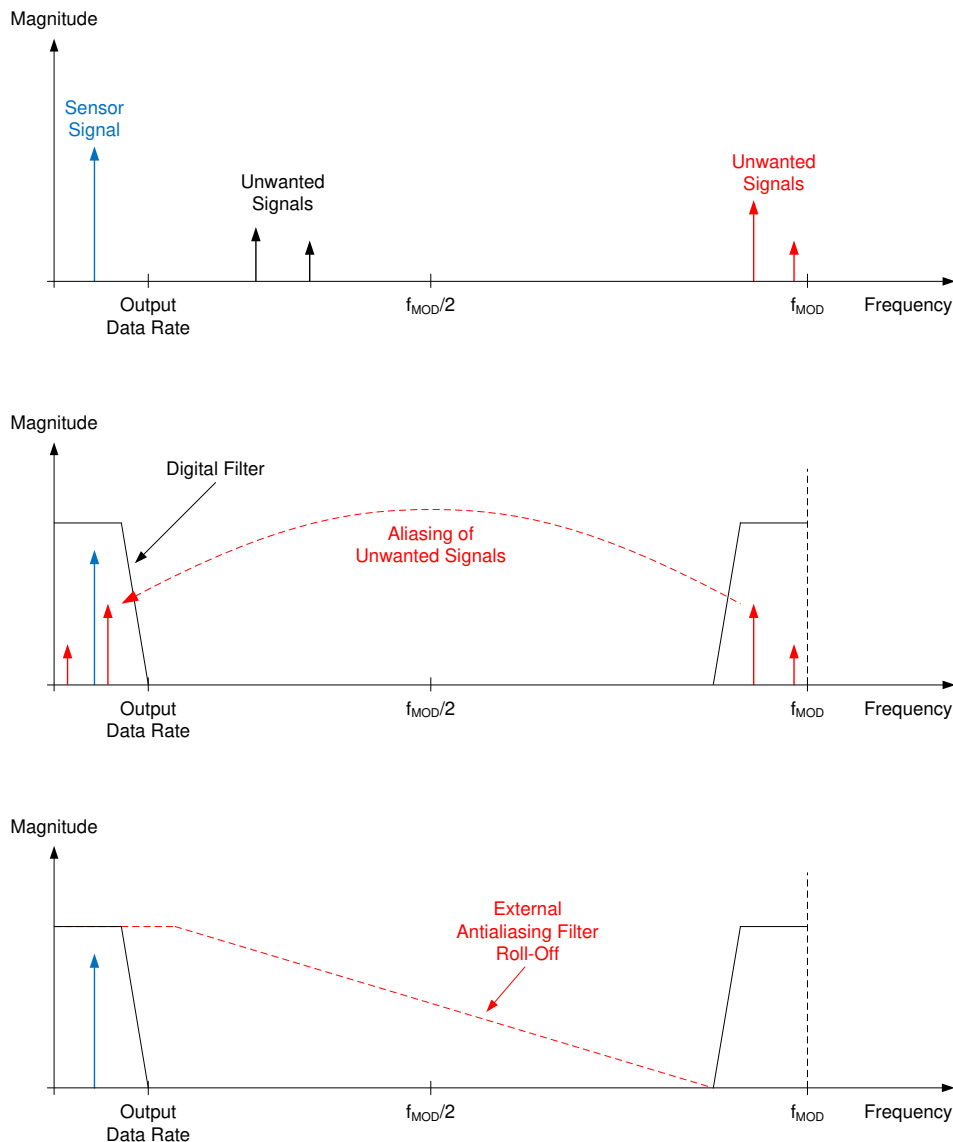 Magnitude
Sensor
Signal
Unwanted
Signals
Unwanted
Signals
Output
Data Rate
fMOD/2
fMOD
Frequency
Magnitude
Digital Filter
Aliasing of
Unwanted Signals
Output
Data Rate
fMOD/2
fMOD
Frequency
Magnitude
External
Antialiasing Filter
Roll-Off
Output
Data Rate
fMOD/2
fMOD
Frequency